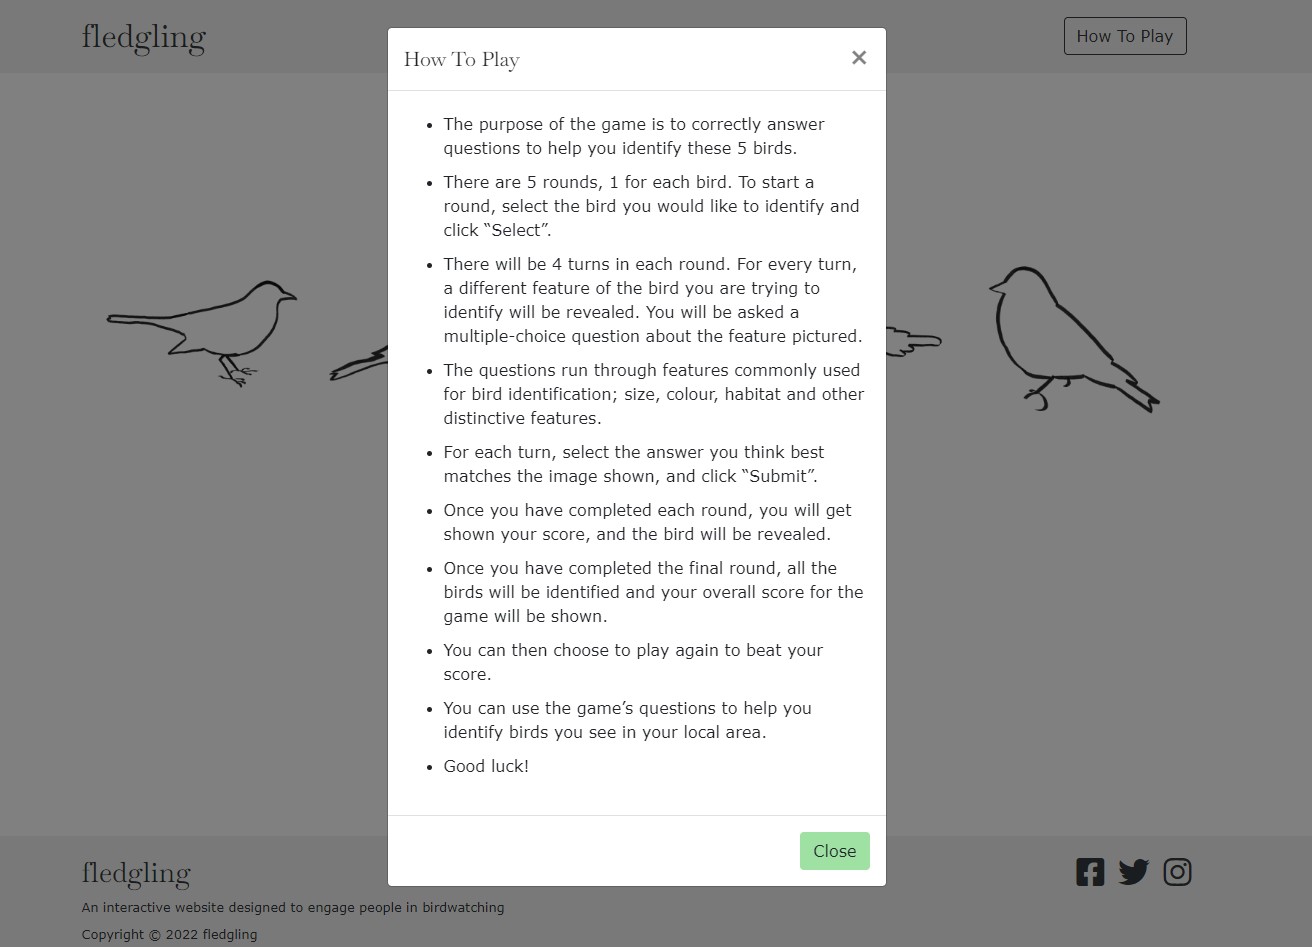 fledgling
How To Play
How To Play ×
• The purpose of the game is to correctly answer
questions to help you identify these 5 birds.
• There are 5 rounds, 1 for each bird. To start a
round, select the bird you would like to identify and
click “Select”.
• There will be 4 turns in each round. For every turn,
a different feature of the bird you are trying to
identify will be revealed. You will be asked a
multiple-choice question about the feature pictured.
• The questions run through features commonly used
for bird identification; size, colour, habitat and other
distinctive features.
• For each turn, select the answer you think best
matches the image shown, and click “Submit”.
• Once you have completed each round, you will get
shown your score, and the bird will be revealed.
• Once you have completed the final round, all the
birds will be identified and your overall score for the
game will be shown.
• You can then choose to play again to beat your
score.
• You can use the game’s questions to help you
identify birds you see in your local area.
• Good luck!
Close
fledgling
An interactive website designed to engage people in birdwatching
Copyright © 2022 fledgling